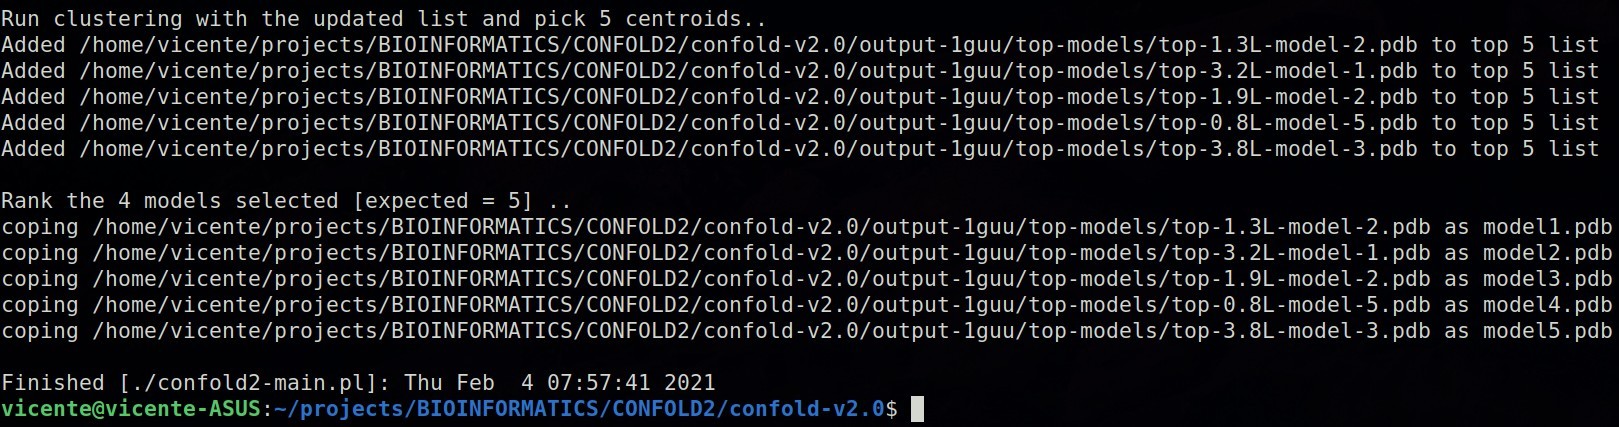 Run clustering with the updated list and pick 5 centroids..
Added /home/vicente/projects/BIOINFORMATICS/CONFOLD2/confold-v2.0/output-1guu/top-models/top-1.3L-model-2.pdb to top 5 list
Added /home/vicente/projects/BIOINFORMATICS/CONFOLD2/confold-v2.0/output-1guu/top-models/top-3.2L-model-1.pdb to top 5 list
Added /home/vicente/projects/BIOINFORMATICS/CONFOLD2/confold-v2.0/output-1guu/top-models/top-1.9L-model-2.pdb to top 5 list
Added /home/vicente/projects/BIOINFORMATICS/CONFOLD2/confold-v2.0/output-1guu/top-models/top-0.8L-model-5.pdb to top 5 list
Added /home/vicente/projects/BIOINFORMATICS/CONFOLD2/confold-v2.0/output-1guu/top-models/top-3.8L-model-3.pdb to top 5 list
Rank the 4 models selected [expected = 5] ..
coping /home/vicente/projects/BIOINFORMATICS/CONFOLD2/confold-v2.0/output-1guu/top-models/top-1.3L-model-2.pdb as model1.pdb
coping /home/vicente/projects/BIOINFORMATICS/CONFOLD2/confold-v2.0/output-1guu/top-models/top-3.2L-model-1.pdb as model2.pdb
coping /home/vicente/projects/BIOINFORMATICS/CONFOLD2/confold-v2.0/output-1guu/top-models/top-1.9L-model-2.pdb as model3.pdb
coping /home/vicente/projects/BIOINFORMATICS/CONFOLD2/confold-v2.0/output-1guu/top-models/top-0.8L-model-5.pdb as model4.pdb
coping /home/vicente/projects/BIOINFORMATICS/CONFOLD2/confold-v2.0/output-1guu/top-models/top-3.8L-model-3.pdb as model5.pdb
Finished [./confold2-main.pl]: Thu Feb  4 07:57:41 2021
vicente@vicente-ASUS:~/projects/BIOINFORMATICS/CONFOLD2/confold-v2.0$